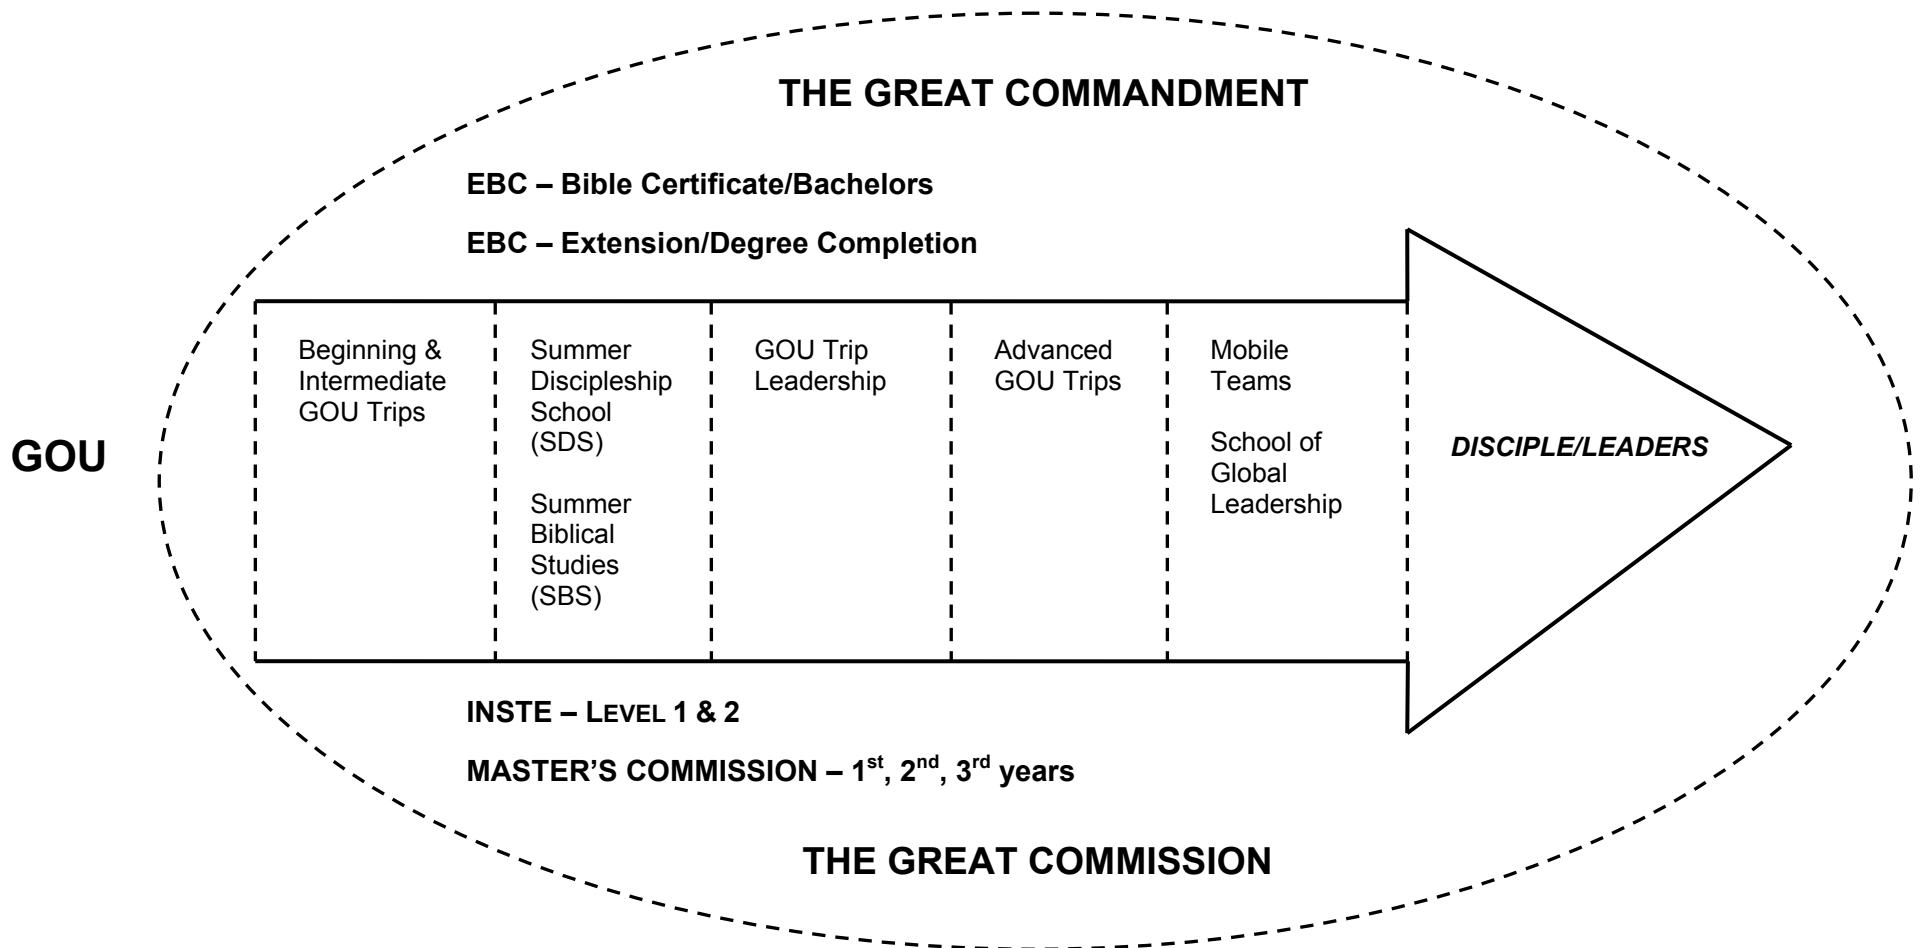 THE GREAT COMMANDMENT
EBC – Bible Certificate/Bachelors
EBC – Extension/Degree Completion
GOU
Beginning &
Intermediate
GOU Trips
Summer
Discipleship
School
(SDS)
Summer
Biblical
Studies
(SBS)
GOU Trip
Leadership
Advanced
GOU Trips
Mobile
Teams
School of
Global
Leadership
DISCIPLE/LEADERS
INSTE – LEVEL 1 & 2
MASTER’S COMMISSION – 1st, 2nd, 3rd years
THE GREAT COMMISSION